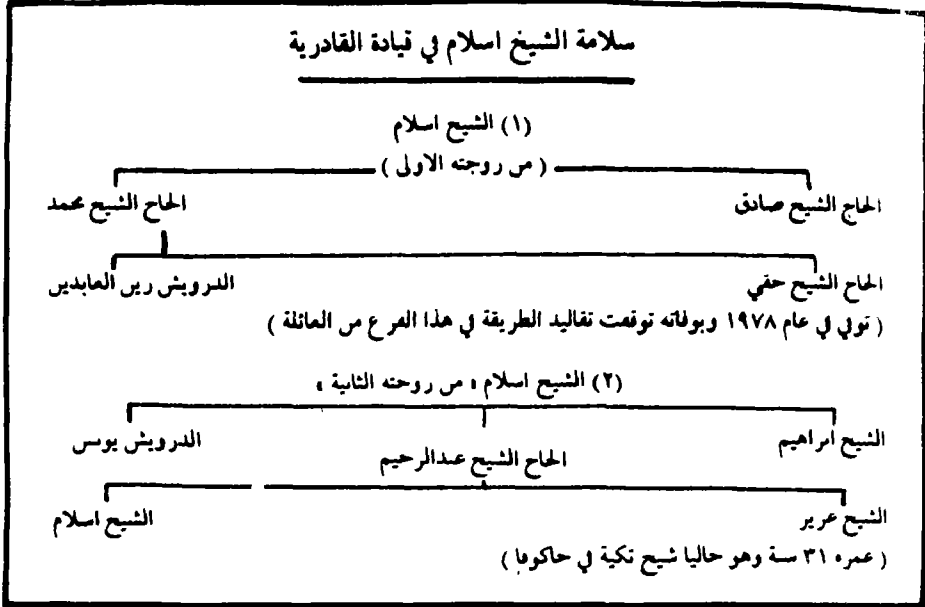 سلامة الشيخ اسلام في قيادة القادرية
(١) الشيخ اسلام
( من زوجته الاولى )
الحاج الشيخ صادق الحاج الشيخ محمد
الحاج الشيخ حقي الدرويش زين العابدين
( توفي في عام ١٩٧٨ وبوفاته توقفت تقاليد الطريقة في هذا الفرع من العائلة )
(٢) الشيخ اسلام « من زوجته الثانية »
الشيخ ابراهيم الحاج الشيخ عبدالرحيم الدرويش يونس
الشيخ عزيز الشيخ اسلام
( عمره ٣١ سنة وهو حاليا شيخ تكية في جاكوفا )